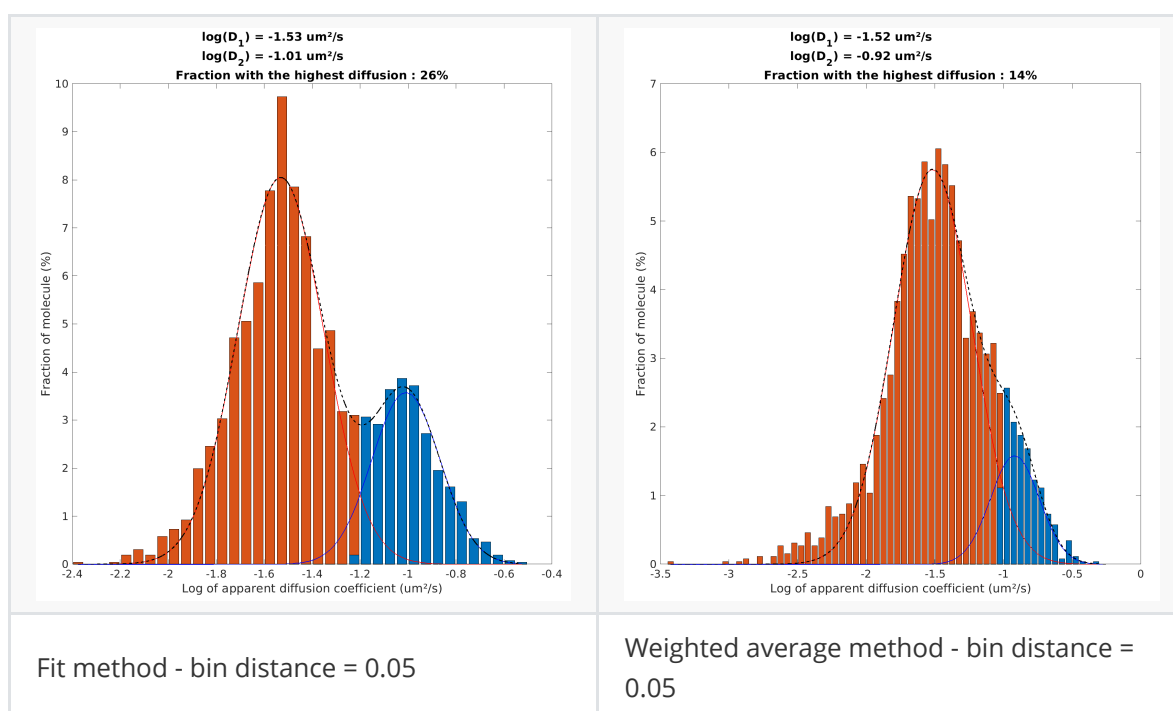 log(D1) = -1.53 um²/s
log(D2) = -1.01 um²/s
Fraction with the highest diffusion : 26%
10
9
8
7
6
5
4
3
2
1
0
Fraction of molecule (%)
-2.4 -2.2 -2 -1.8 -1.6 -1.4 -1.2 -1 -0.8 -0.6 -0.4
Log of apparent diffusion coefficient (um²/s)
Fit method - bin distance = 0.05
log(D1) = -1.52 um²/s
log(D2) = -0.92 um²/s
Fraction with the highest diffusion : 14%
7
6
5
4
3
2
1
0
Fraction of molecule (%)
-3.5 -3 -2.5 -2 -1.5 -1 -0.5 0
Log of apparent diffusion coefficient (um²/s)
Weighted average method - bin distance =
0.05